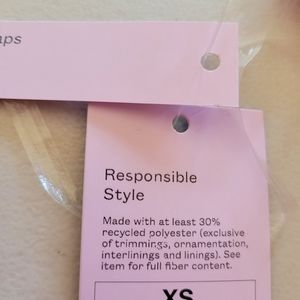 Responsible
Style
Made with at least 30%
recycled polyester (exclusive
of trimmings, ornamentation,
interlinings and linings). See
item for full fiber content.
XS